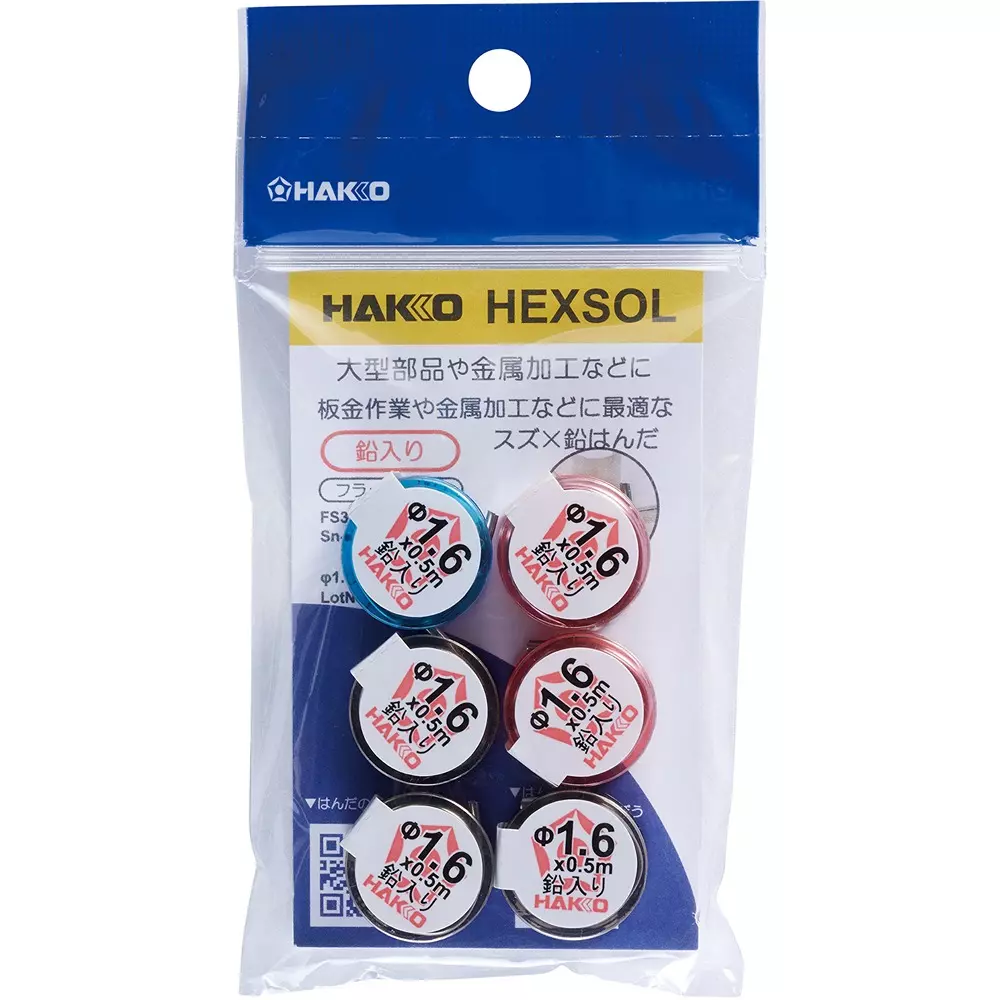 HAKKO
HAKKO HEXSOL
大型部品や金属加工などに
板金作業や金属加工などに最適な
スズ×鉛はんだ
鉛入り
φ1.6
x0.5m
鉛入り
HAKKO
φ1.6
x0.5m
鉛入り
HAKKO
φ1.6
x0.5m
鉛入り
HAKKO
φ1.6
x0.5m
鉛入り
HAKKO
▼はんだの
φ1.6
x0.5m
鉛入り
HAKKO
φ1.6
x0.5m
鉛入り
HAKKO